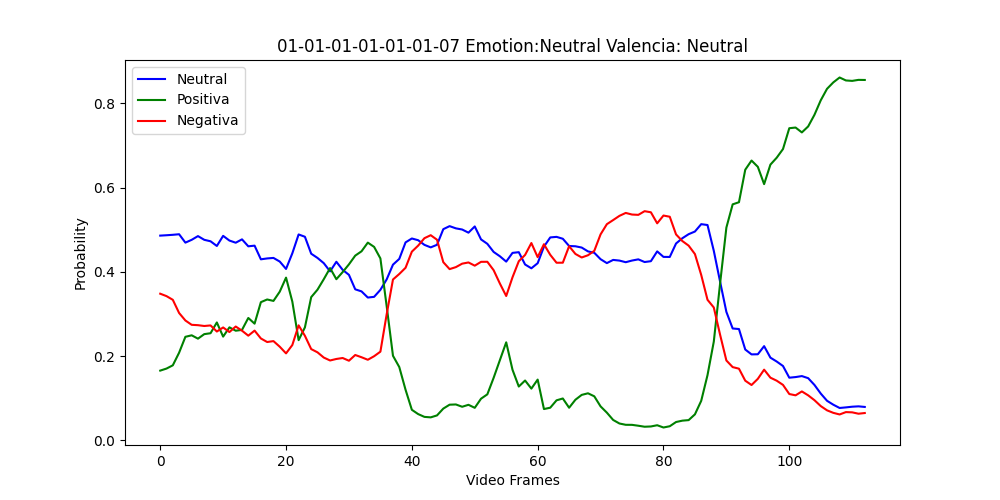 01-01-01-01-01-01-07 Emotion:Neutral Valencia: Neutral
Neutral
Positiva
Negativa
Probability
0.8
0.6
0.4
0.2
0.0
0 20 40 60 80 100
Video Frames